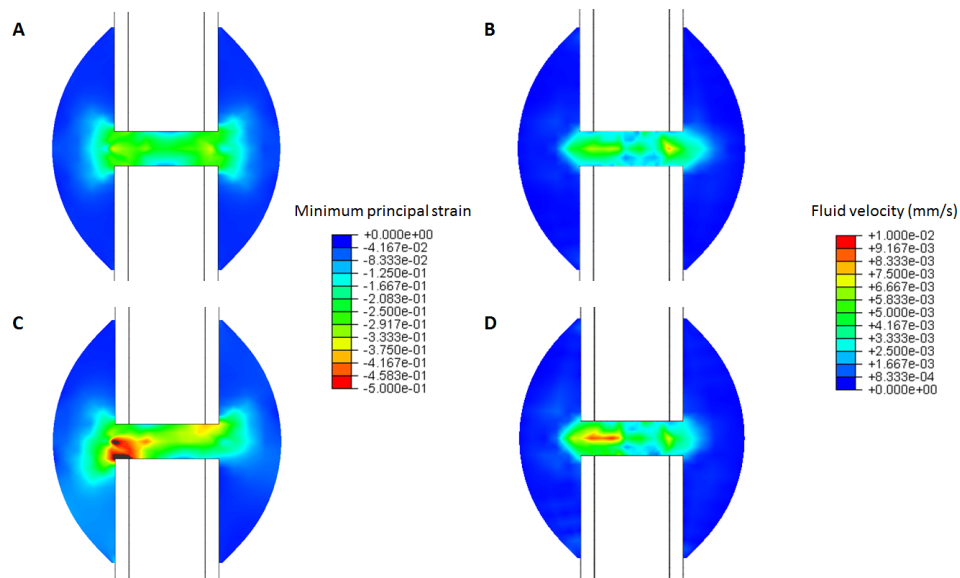 A
B
Minimum principal strain
+0.000e+00
-4.167e-02
-8.333e-02
-1.250e-01
-1.667e-01
-2.083e-01
-2.500e-01
-2.917e-01
-3.333e-01
-3.750e-01
-4.167e-01
-4.583e-01
-5.000e-01
Fluid velocity (mm/s)
+1.000e-02
+9.167e-03
+8.333e-03
+7.500e-03
+6.667e-03
+5.833e-03
+5.000e-03
+4.167e-03
+3.333e-03
+2.500e-03
+1.667e-03
+8.333e-04
+0.000e+00
C
D